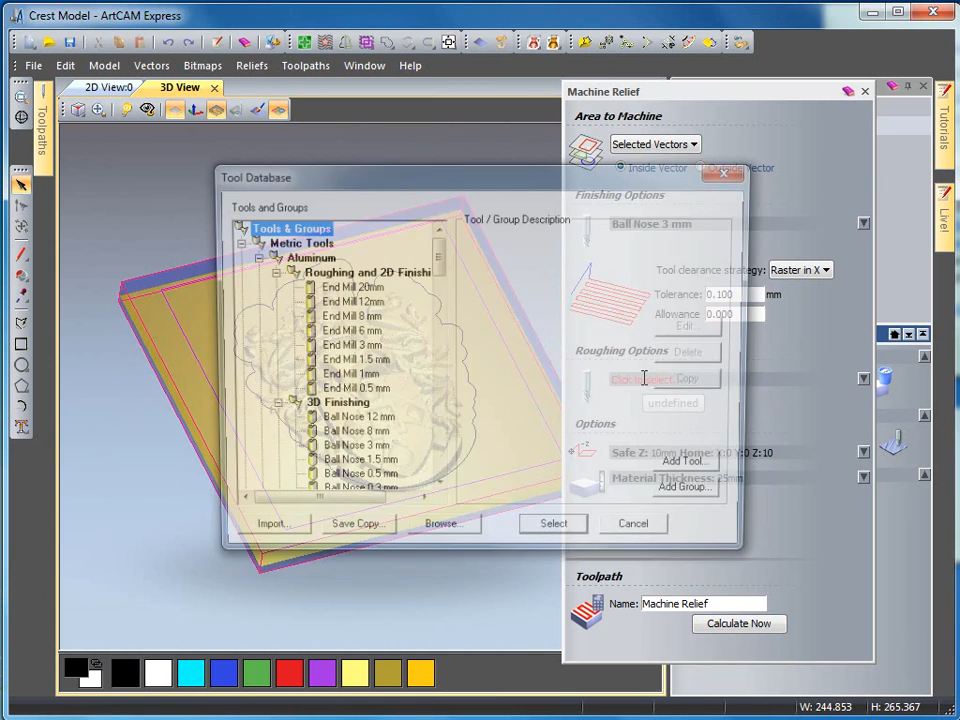 Crest Model - ArtCAM Express
File Edit Model Vectors Bitmaps Reliefs Toolpaths Window Help
Toolpaths
2D View:0
3D View
Tutorials
Live!
Machine Relief
Area to Machine
Selected Vectors
Inside Vector
Outside Vector
Finishing Options
Ball Nose 3 mm
Tool clearance strategy: Raster in X
Tolerance: 0.100 mm
Allowance 0.000
Roughing Options
Click to select...
Options
Safe Z: 10mm Home: X:0 Y:0 Z:10
Material Thickness: 25mm
Toolpath
Name: Machine Relief
Calculate Now
Tool Database
Tools and Groups
Tool / Group Description
Tools & Groups
Metric Tools
Aluminum
Roughing and 2D Finishi
End Mill 20mm
End Mill 12mm
End Mill 8 mm
End Mill 6 mm
End Mill 3 mm
End Mill 1.5 mm
End Mill 1mm
End Mill 0.5 mm
3D Finishing
Ball Nose 12 mm
Ball Nose 8 mm
Ball Nose 3 mm
Ball Nose 1.5 mm
Ball Nose 0.5 mm
Ball Nose 0.3 mm
Edit...
Delete
Copy
undefined
Add Tool...
Add Group...
Import...
Save Copy...
Browse...
Select
Cancel
W: 244.853 H: 265.367